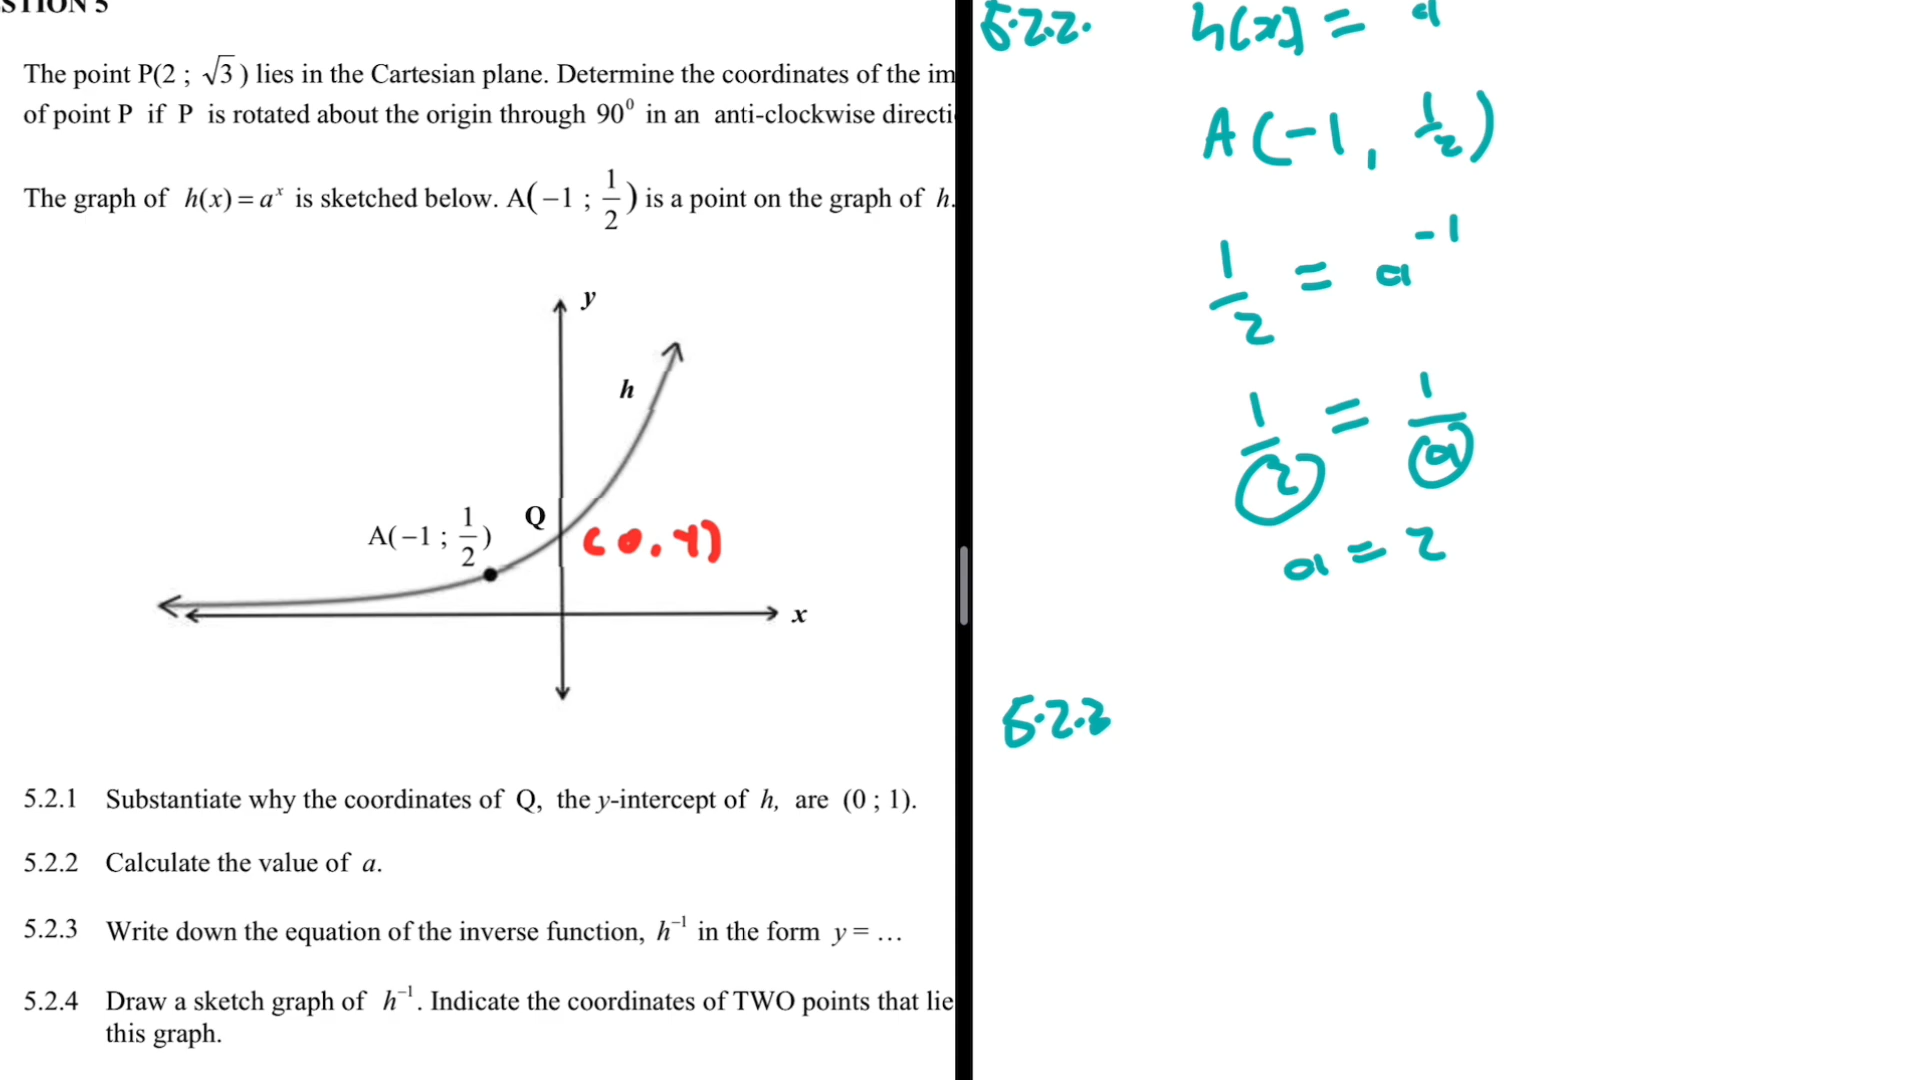 STION 5
The point P(2 ; √3 ) lies in the Cartesian plane. Determine the coordinates of the im
of point P if P is rotated about the origin through 90⁰ in an anti-clockwise directi
The graph of h(x) = aˣ is sketched below. A(−1 ; 1/2) is a point on the graph of h.
y
h
A(−1 ; 1/2)
Q
(0, y)
x
5.2.1 Substantiate why the coordinates of Q, the y-intercept of h, are (0 ; 1).
5.2.2 Calculate the value of a.
5.2.3 Write down the equation of the inverse function, h⁻¹ in the form y = …
5.2.4 Draw a sketch graph of h⁻¹. Indicate the coordinates of TWO points that lie
this graph.
5.2.2. h(x) = a
A(-1, 1/2)
1/2 = a⁻¹
1/(2) = 1/(a)
a = 2
5.2.3